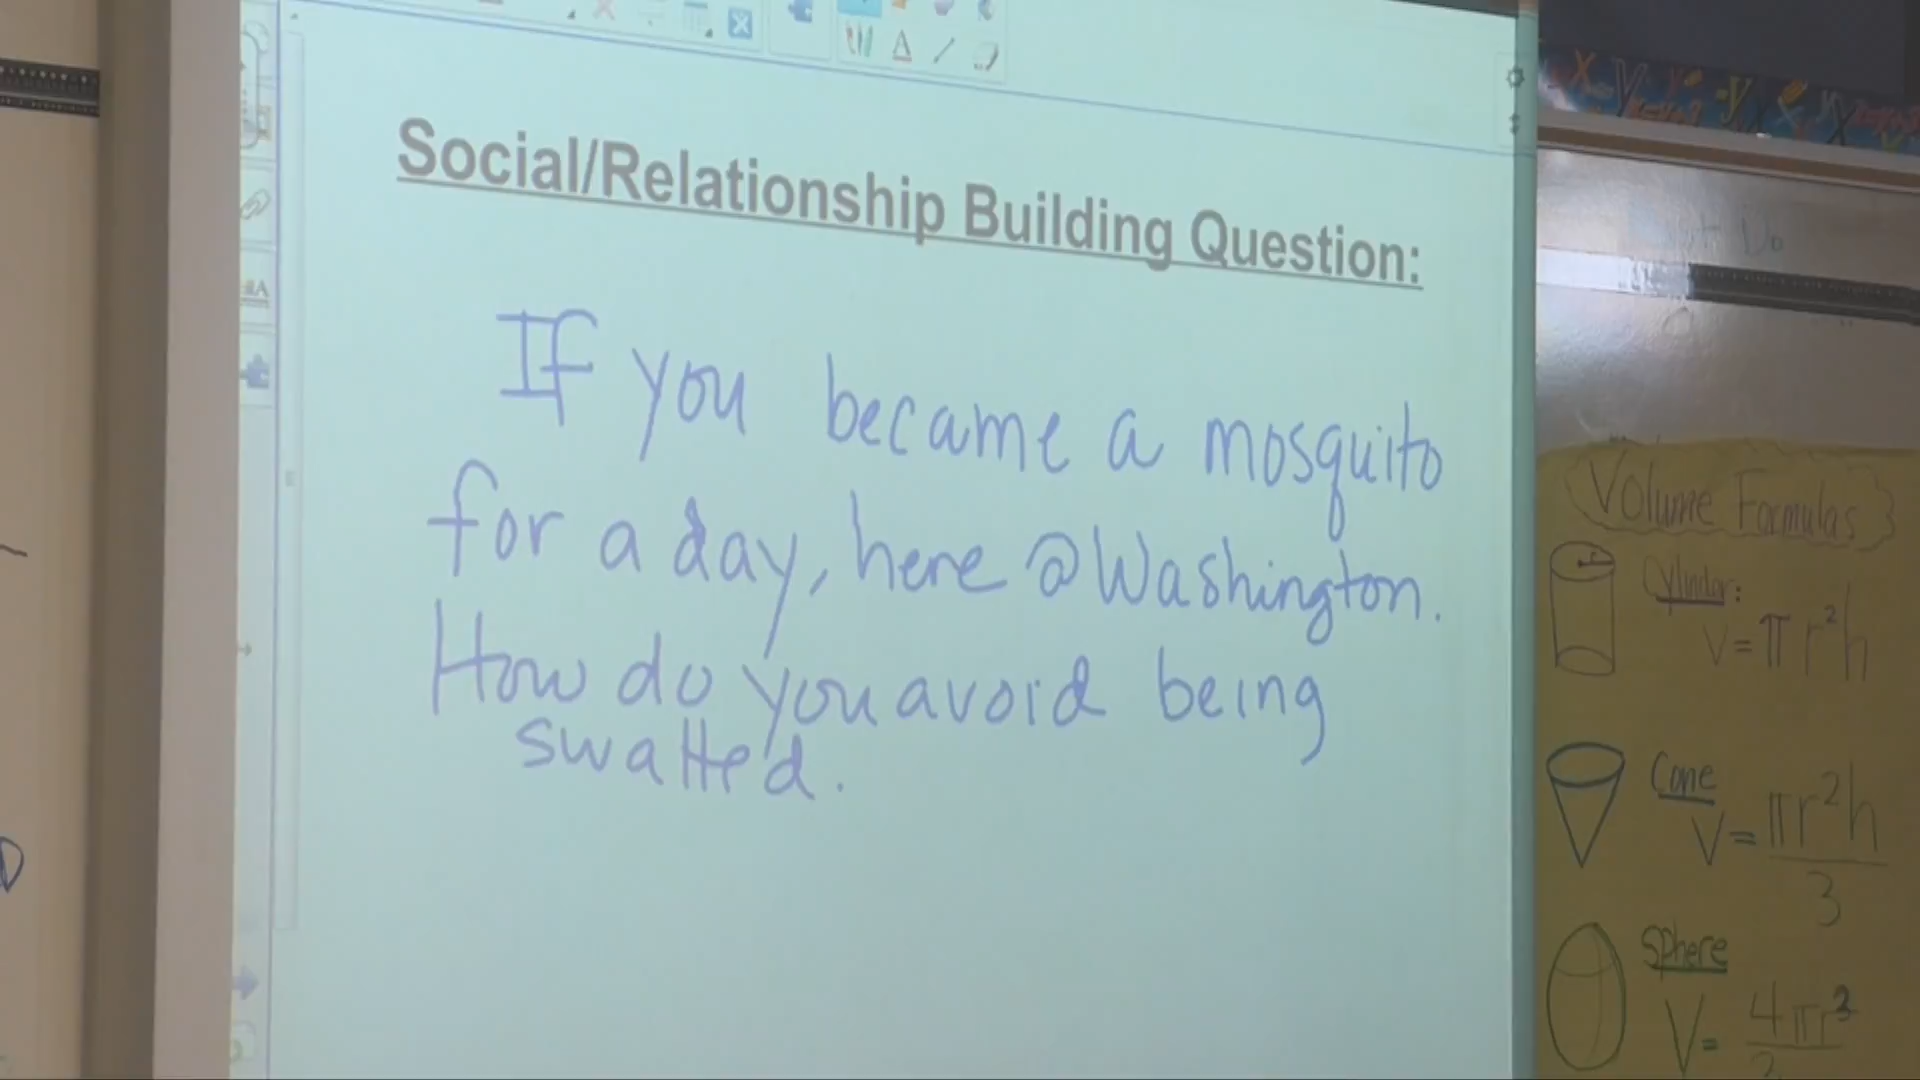 Social/Relationship Building Question:
If you became a mosquito
for a day, here @ Washington.
How do you avoid being
swatted.
Volume Formulas
Cylinder:
V = πr²h
Cone
V = πr²h
3
Sphere
V = 4πr³